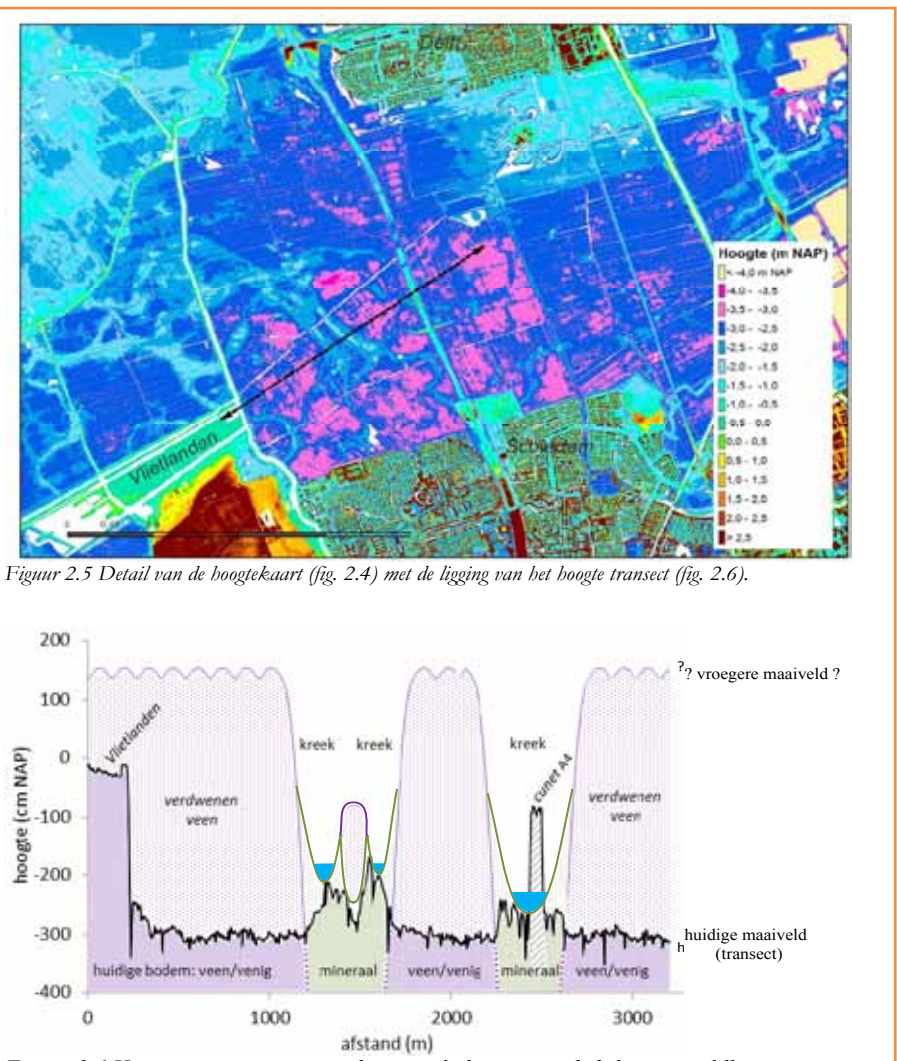 Delft
Hoogte (m NAP)
< -4,0 m NAP
-4,0 - -3,5
-3,5 - -3,0
-3,0 - -2,5
-2,5 - -2,0
-2,0 - -1,5
-1,5 - -1,0
-1,0 - -0,5
-0,5 - 0,0
0,0 - 0,5
0,5 - 1,0
1,0 - 1,5
1,5 - 2,0
2,0 - 2,5
> 2,5
Schiedam
Vlietlanden
0
Figuur 2.5 Detail van de hoogtekaart (fig. 2.4) met de ligging van het hoogte transect (fig. 2.6).
200
?? vroegere maaiveld ?
100
Vlietlanden
kreek kreek kreek
0
cunet A4
hoogte (cm NAP)
verdwenen verdwenen
veen veen
-100
-200
-300
huidige maaiveld
h
(transect)
huidige bodem: veen/venig mineraal veen/venig mineraal veen/venig
-400
0 1000 2000 3000
afstand (m)